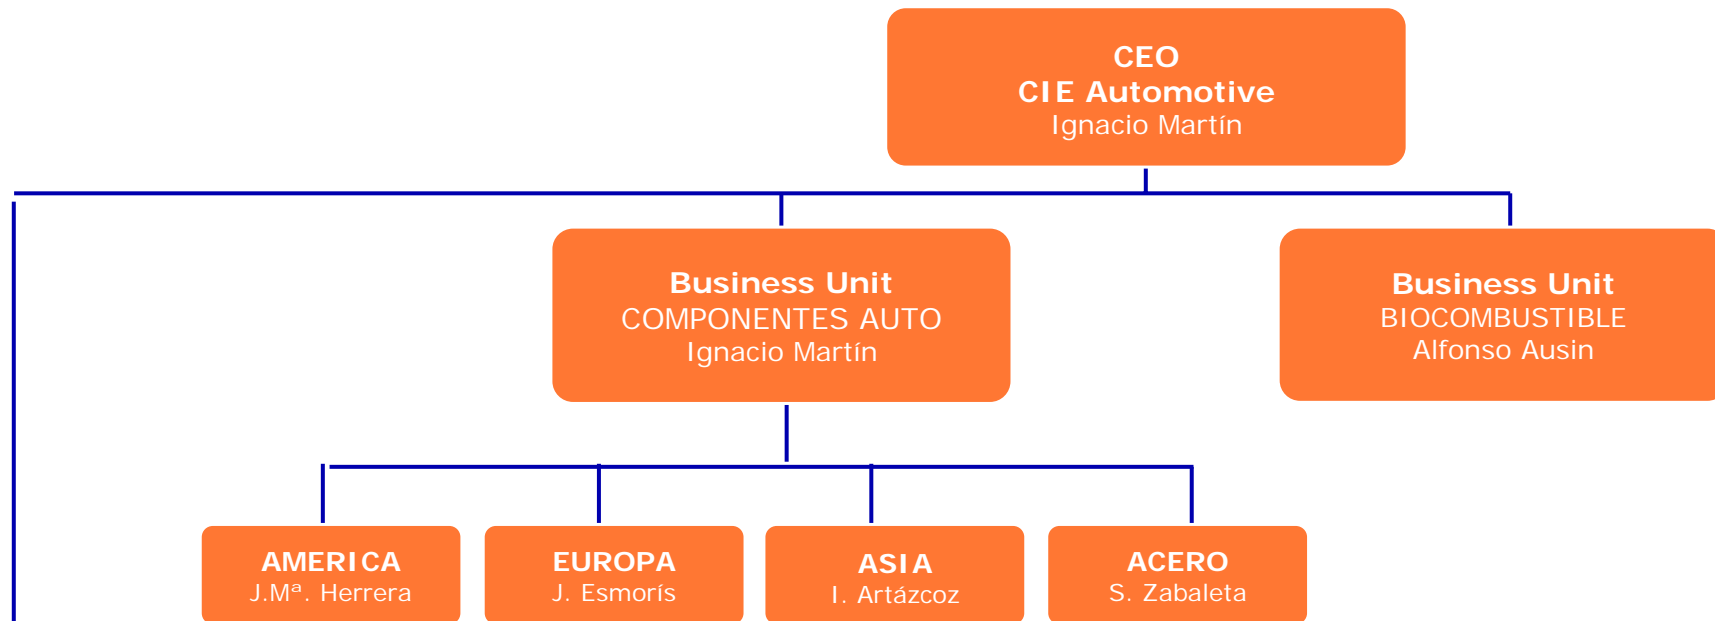 CEO
CIE Automotive
Ignacio Martín
Business Unit
COMPONENTES AUTO
Ignacio Martín
Business Unit
BIOCOMBUSTIBLE
Alfonso Ausin
AMERICA
J.Mª. Herrera
EUROPA
J. Esmorís
ASIA
I. Artázcoz
ACERO
S. Zabaleta